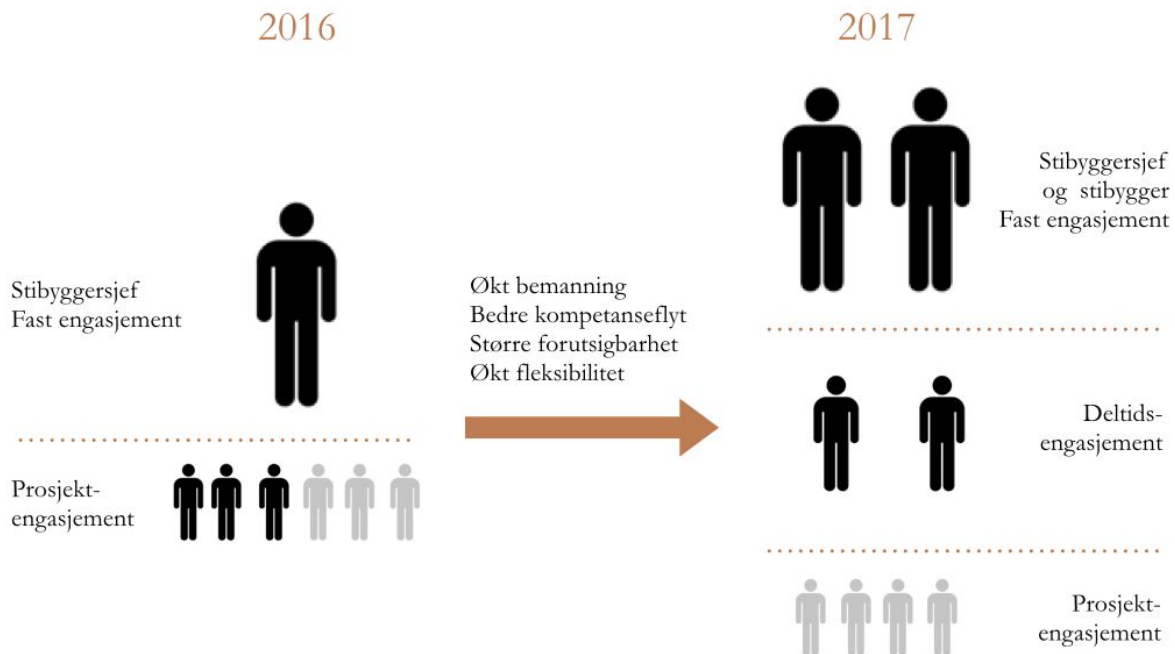 2016
Stibyggersjef
Fast engasjement
Prosjekt-
engasjement
Økt bemanning
Bedre kompetanseflyt
Større forutsigbarhet
Økt fleksibilitet
2017
Stibyggersjef
og stibygger
Fast engasjement
Deltids-
engasjement
Prosjekt-
engasjement